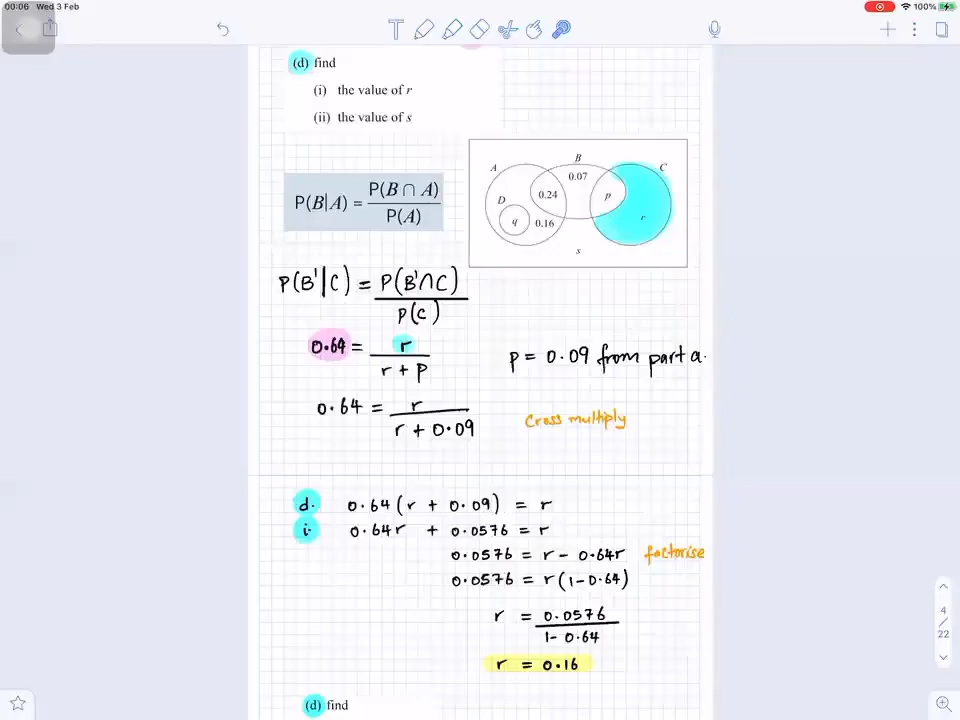 00:06 Wed 3 Feb
100%
(d) find
(i) the value of r
(ii) the value of s
P(B|A) = P(B ∩ A) / P(A)
A
B
C
0.07
D
0.24
p
q
0.16
r
s
P(B'|C) = P(B'∩C) / P(C)
0.64 = r / r + p
p = 0.09 from part a.
0.64 = r / r + 0.09
Cross multiply
d. 0.64(r + 0.09) = r
i. 0.64r + 0.0576 = r
0.0576 = r - 0.64r factorise
0.0576 = r(1-0.64)
r = 0.0576 / 1- 0.64
r = 0.16
(d) find
4
/
22